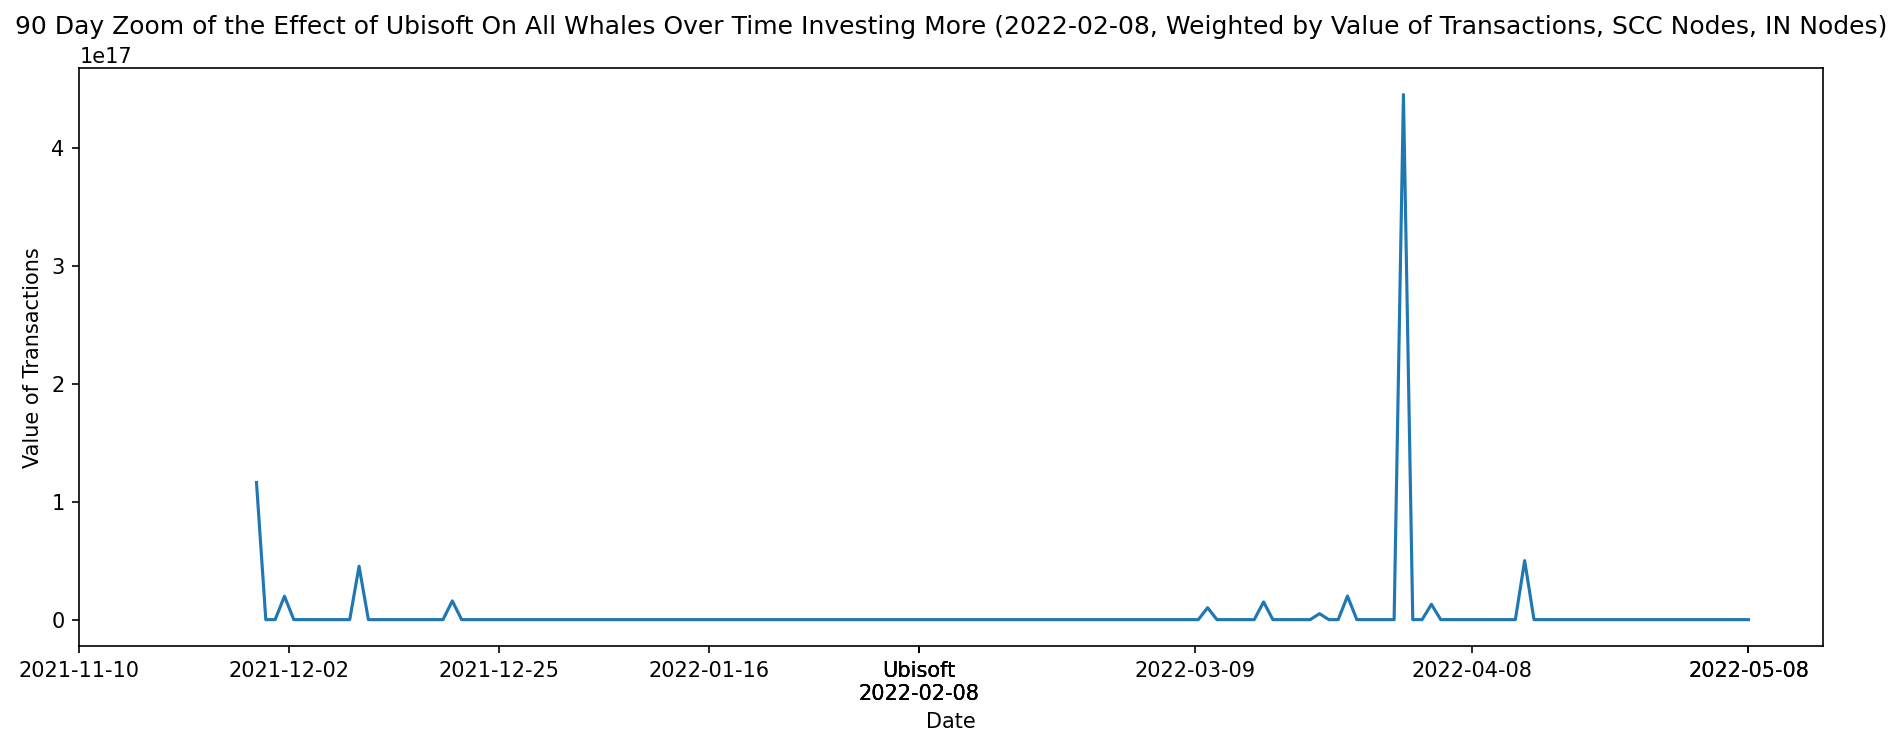 90 Day Zoom of the Effect of Ubisoft On All Whales Over Time Investing More (2022-02-08, Weighted by Value of Transactions, SCC Nodes, IN Nodes)
1e17
4
3
2
1
0
Value of Transactions
2021-11-10 2021-12-02 2021-12-25 2022-01-16 Ubisoft 2022-03-09 2022-04-08 2022-05-08
2022-02-08
Date